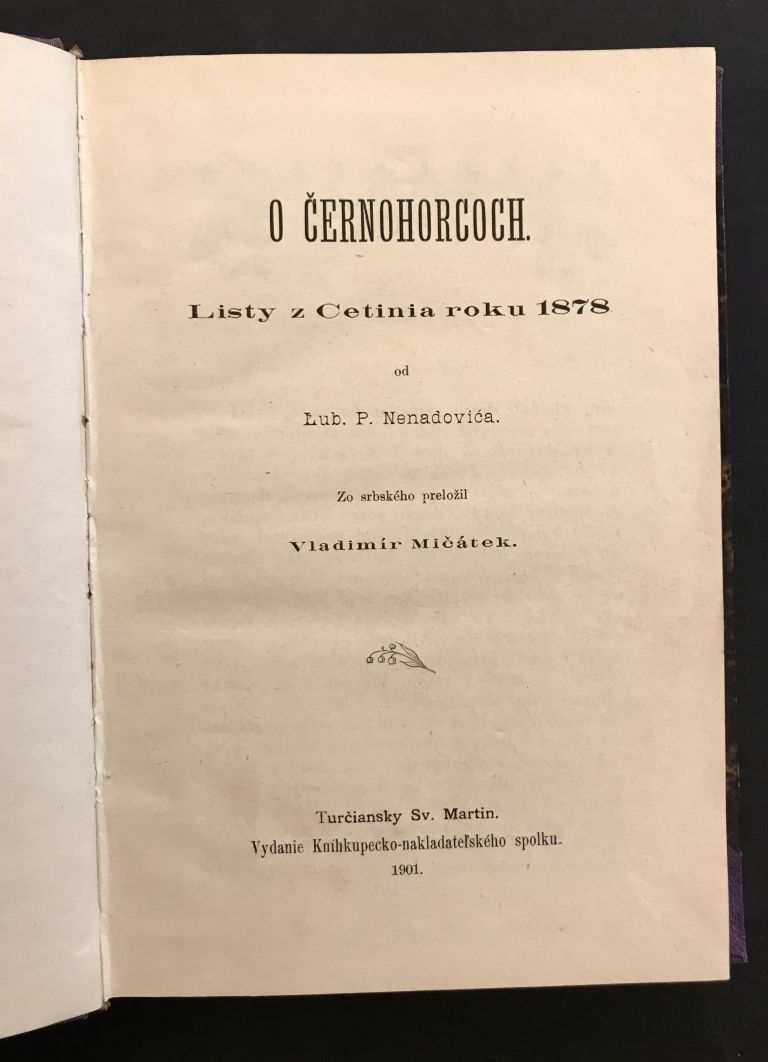 O ČERNOHORCOCH.
Listy z Cetinia roku 1878
od
Ľub. P. Nenadovića.
Zo srbského preložil
Vladimír Mičátek.
Turčiansky Sv. Martin.
Vydanie Kníhkupecko-nakladateľského spolku.
1901.